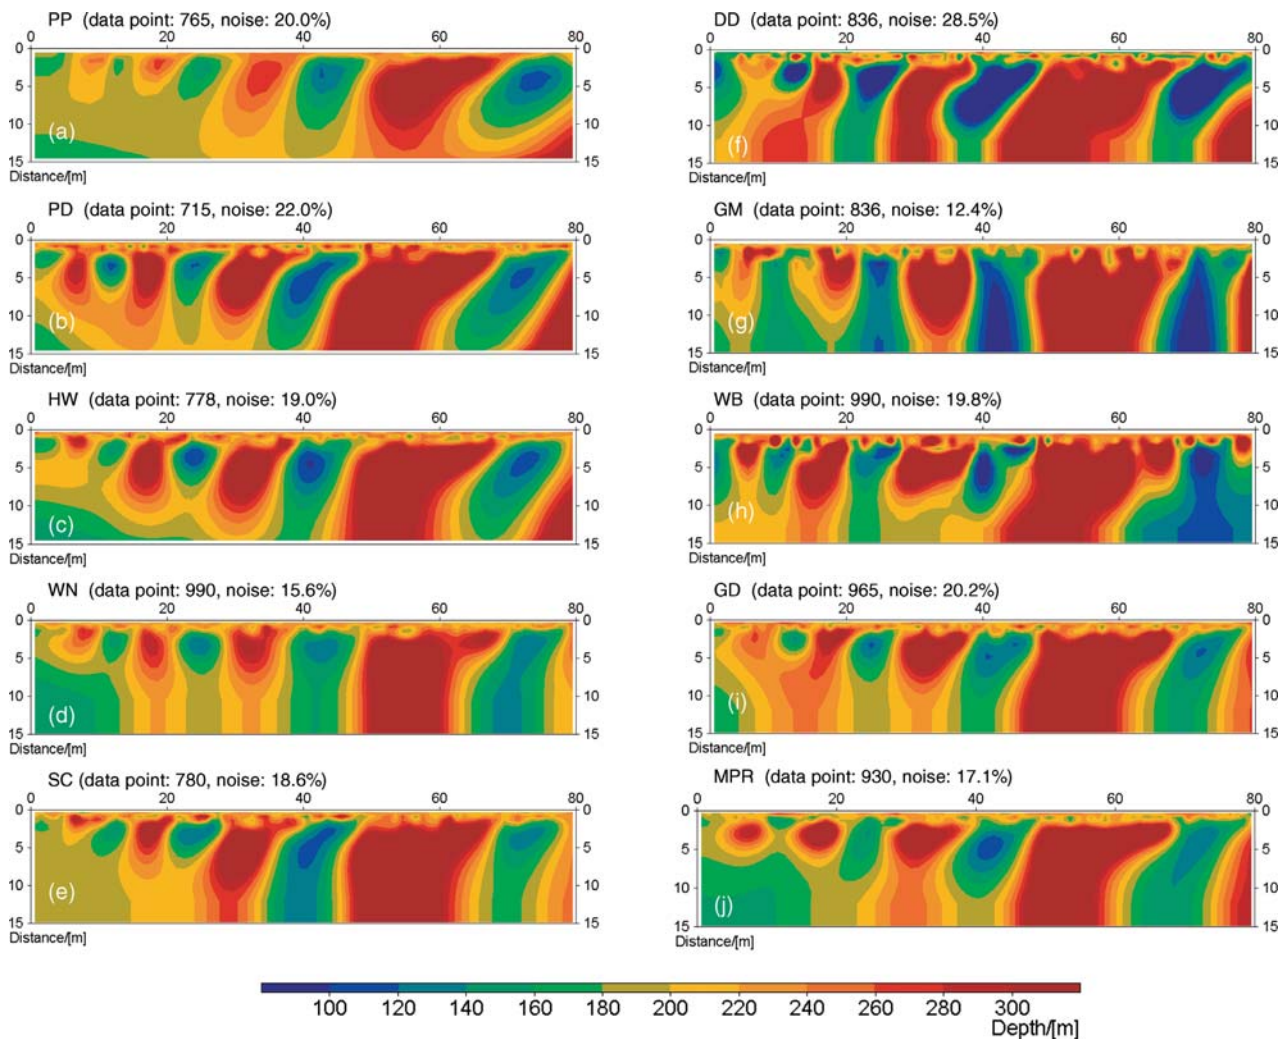 PP (data point: 765, noise: 20.0%)
0 20 40 60 80
0 5 10 15
0 5 10 15
(a)
Distance/[m]
PD (data point: 715, noise: 22.0%)
0 20 40 60 80
0 5 10 15
0 5 10 15
(b)
Distance/[m]
HW (data point: 778, noise: 19.0%)
0 20 40 60 80
0 5 10 15
0 5 10 15
(c)
Distance/[m]
WN (data point: 990, noise: 15.6%)
0 20 40 60 80
0 5 10 15
0 5 10 15
(d)
Distance/[m]
SC (data point: 780, noise: 18.6%)
0 20 40 60 80
0 5 10 15
0 5 10 15
(e)
Distance/[m]
DD (data point: 836, noise: 28.5%)
0 20 40 60 80
0 5 10 15
0 5 10 15
(f)
Distance/[m]
GM (data point: 836, noise: 12.4%)
0 20 40 60 80
0 5 10 15
0 5 10 15
(g)
Distance/[m]
WB (data point: 990, noise: 19.8%)
0 20 40 60 80
0 5 10 15
0 5 10 15
(h)
Distance/[m]
GD (data point: 965, noise: 20.2%)
0 20 40 60 80
0 5 10 15
0 5 10 15
(i)
Distance/[m]
MPR (data point: 930, noise: 17.1%)
0 20 40 60 80
0 5 10 15
0 5 10 15
(j)
Distance/[m]
100 120 140 160 180 200 220 240 260 280 300
Depth/[m]